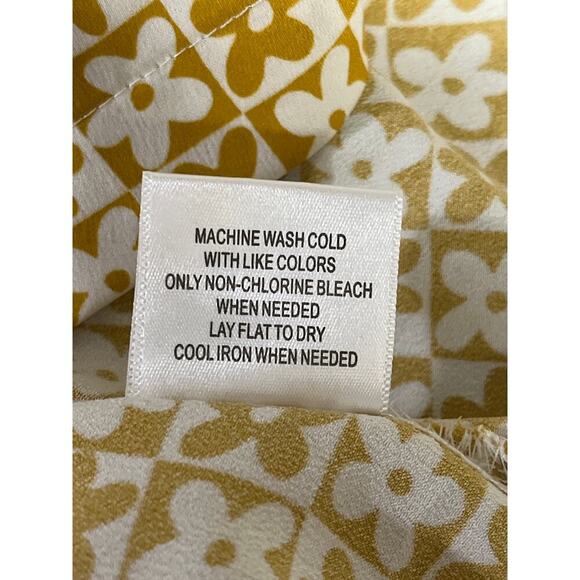 MACHINE WASH COLD
WITH LIKE COLORS
ONLY NON-CHLORINE BLEACH
WHEN NEEDED
LAY FLAT TO DRY
COOL IRON WHEN NEEDED